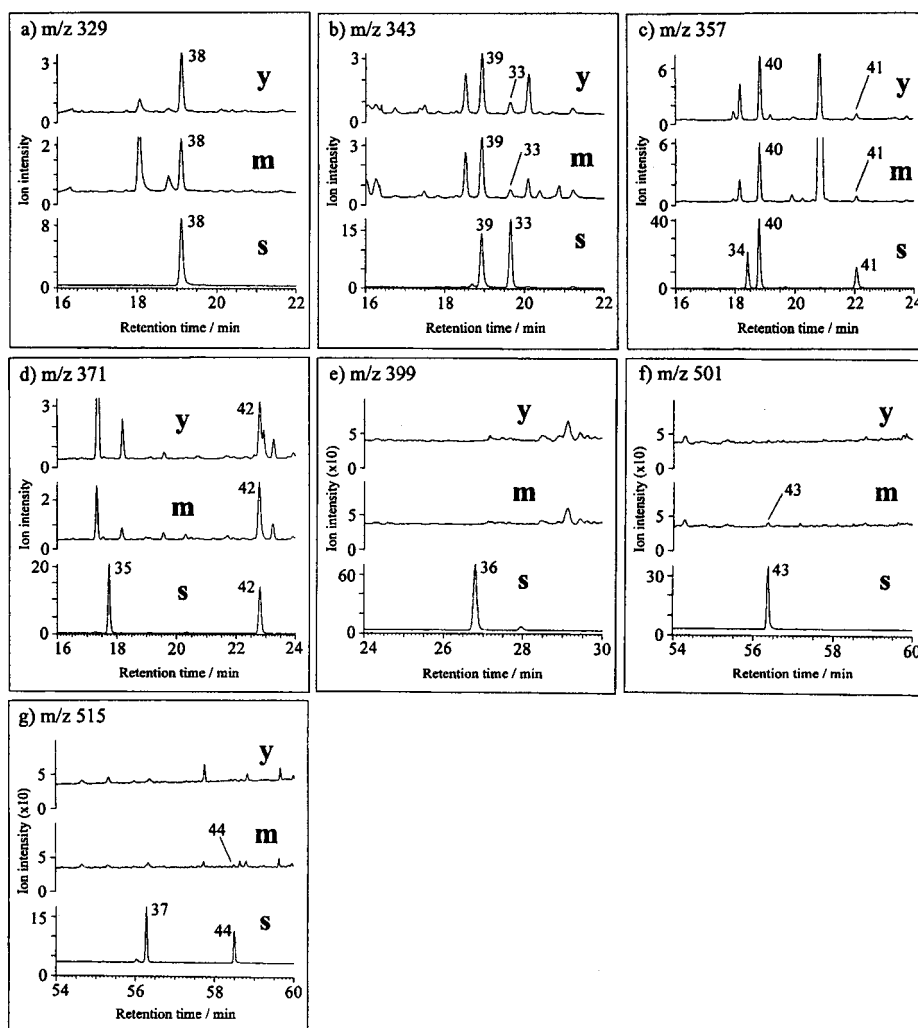 a) m/z 329
38
3
y
0
38
2
m
0
38
8
4
s
0
16 18 20 22
Retention time / min
b) m/z 343
3
39
33
y
0
3
39
33
m
0
15
39
33
s
0
16 18 20 22
Retention time / min
c) m/z 357
6
40
41
y
0
6
40
41
m
0
40
34
40
20
s
41
0
16 18 20 22 24
Retention time / min
d) m/z 371
3
42
y
0
Ion intensity
2
42
m
0
20
35
10
s
42
0
16 18 20 22 24
Retention time / min
e) m/z 399
y
5
0
Ion intensity (x10)
m
5
0
60
36
s
0
24 26 28 30
Retention time / min
f) m/z 501
y
5
0
Ion intensity (x10)
43
m
5
0
30
43
s
0
54 56 58 60
Retention time / min
g) m/z 515
y
5
0
Ion intensity (x10)
44
m
5
0
15
37
44
s
0
54 56 58 60
Retention time / min